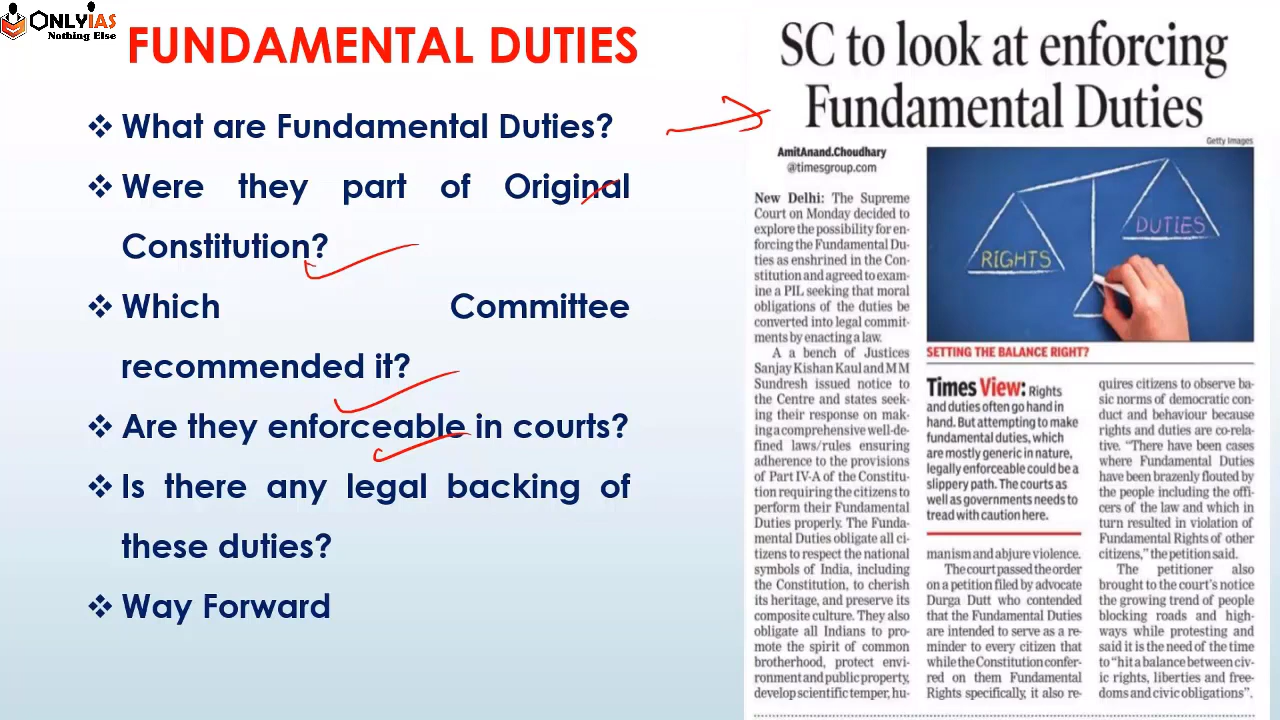 ONLYIAS
Nothing Else
FUNDAMENTAL DUTIES
❖ What are Fundamental Duties?
❖ Were they part of Original
Constitution?
❖ Which Committee
recommended it?
❖ Are they enforceable in courts?
❖ Is there any legal backing of
these duties?
❖ Way Forward
SC to look at enforcing
Fundamental Duties
AmitAnand.Choudhary
@timesgroup.com
New Delhi: The Supreme
Court on Monday decided to
explore the possibility for en-
forcing the Fundamental Du-
ties as enshrined in the Con-
stitution and agreed to exam-
ine a PIL seeking that moral
obligations of the duties be
converted into legal commit-
ments by enacting a law.
A a bench of Justices
Sanjay Kishan Kaul and MM
Sundresh issued notice to
the Centre and states seek-
ing their response on mak-
ing a comprehensive well-de-
fined laws/rules ensuring
adherence to the provisions
of Part IV-A of the Constitu-
tion requiring the citizens to
perform their Fundamental
Duties properly. The Funda-
mental Duties obligate all ci-
tizens to respect the national
symbols of India, including
the Constitution, to cherish
its heritage, and preserve its
composite culture. They also
obligate all Indians to pro-
mote the spirit of common
brotherhood, protect envi-
ronment and public property,
develop scientific temper, hu-
Getty Images
RIGHTS
DUTIES
SETTING THE BALANCE RIGHT?
Times View: Rights
and duties often go hand in
hand. But attempting to make
fundamental duties, which
are mostly generic in nature,
legally enforceable could be a
slippery path. The courts as
well as governments needs to
tread with caution here.
manism and abjure violence.
The court passed the order
on a petition filed by advocate
Durga Dutt who contended
that the Fundamental Duties
are intended to serve as a re-
minder to every citizen that
while the Constitution confer-
red on them Fundamental
Rights specifically, it also re-
quires citizens to observe ba-
sic norms of democratic con-
duct and behaviour because
rights and duties are co-rela-
tive. “There have been cases
where Fundamental Duties
have been brazenly flouted by
the people including the offi-
cers of the law and which in
turn resulted in violation of
Fundamental Rights of other
citizens,” the petition said.
The petitioner also
brought to the court's notice
the growing trend of people
blocking roads and high-
ways while protesting and
said it is the need of the time
to “hit a balance between civ-
ic rights, liberties and free-
doms and civic obligations”.